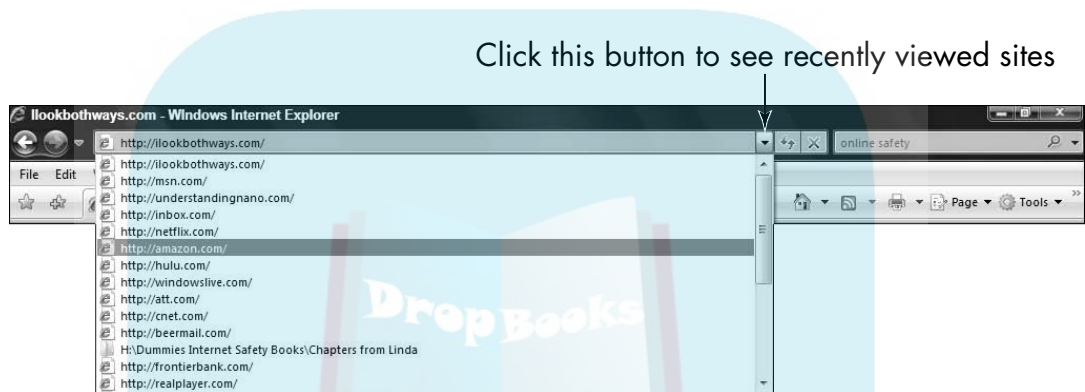 Click this button to see recently viewed sites
Ilookbothways.com - Windows Internet Explorer
http://ilookbothways.com/
online safety
http://ilookbothways.com/
File Edit
http://msn.com/
http://understandingnano.com/
Page Tools
http://inbox.com/
http://netflix.com/
http://amazon.com/
http://hulu.com/
http://windowslive.com/
http://att.com/
http://cnet.com/
http://beermail.com/
H:\Dummies Internet Safety Books\Chapters from Linda
http://frontierbank.com/
http://realplayer.com/
Drop Books